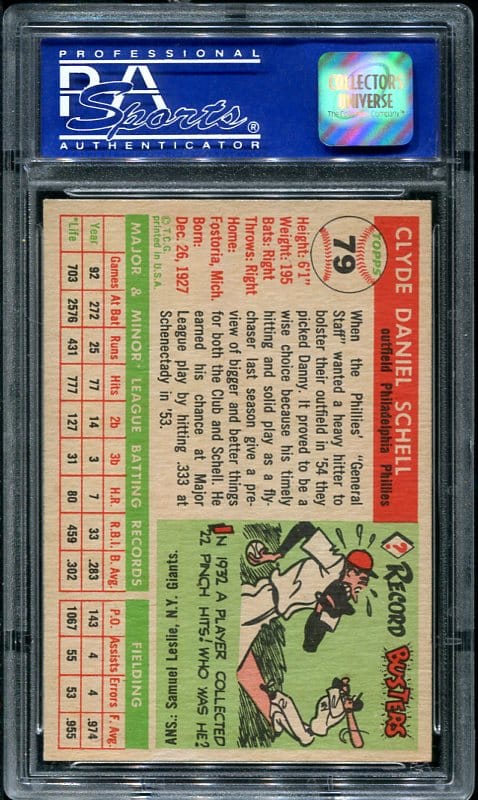 PROFESSIONAL
PSA
Sports®
AUTHENTICATOR
COLLECTORS
UNIVERSE
The Collectors Company™
TOPPS
79
CLYDE DANIEL SCHELL
outfield Philadelphia Phillies
Height: 6'1"
Weight: 195
Bats: Right
Throws: Right
Home:
Fostoria, Mich.
Born:
Dec. 26, 1927
© T.C.G.
printed in U.S.A.
When the Phillies' "General
Staff" wanted a heavy hitter to
bolster their outfield in '54 they
picked Danny. It proved to be a
wise choice because his timely
hitting and solid play as a fly-
chaser last season give a pre-
view of bigger and better things
for both the Club and Schell. He
earned his chance at Major
League play by hitting .333 at
Schenectady in '53.
?
RECORD
BUSTERS
IN 1932 A PLAYER COLLECTED
22 PINCH HITS! WHO WAS HE?
ANS.: Samuel Leslie, N.Y. Giants.
MAJOR & MINOR* LEAGUE BATTING RECORDS FIELDING
Games At Bat Runs Hits 2b 3b H.R. R.B.I. B. Avg. P.O. Assists Errors F. Avg.
Year 92 272 25 77 14 3 7 33 .283 143 4 4 .974
*Life 703 2576 431 777 127 31 80 459 .302 1067 55 53 .955